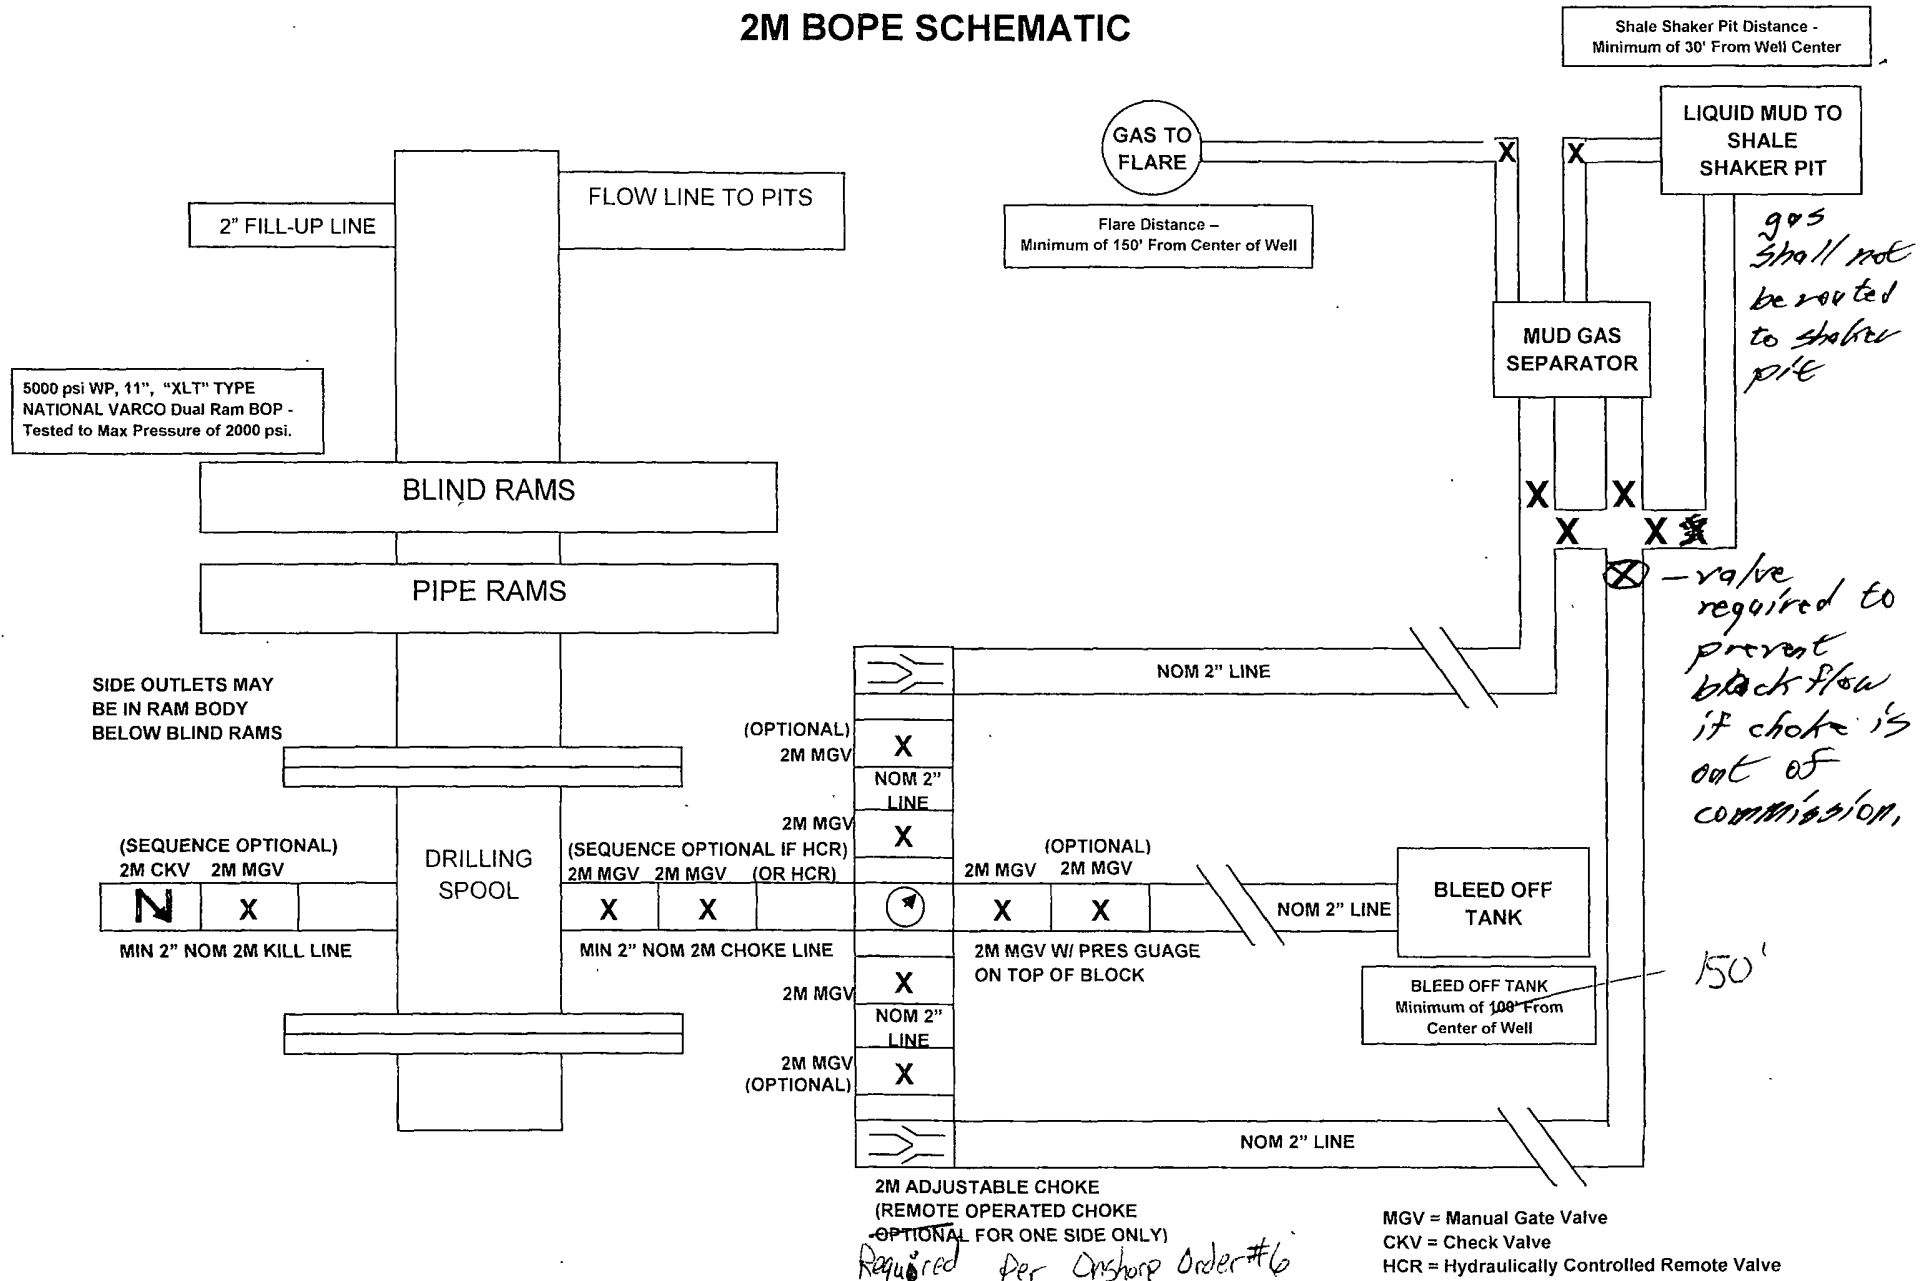 2M BOPE SCHEMATIC
Shale Shaker Pit Distance -
Minimum of 30' From Well Center
LIQUID MUD TO
SHALE
SHAKER PIT
GAS TO
FLARE
Flare Distance –
Minimum of 150' From Center of Well
FLOW LINE TO PITS
2" FILL-UP LINE
gas
shall not
be routed
to shaker
pit
MUD GAS
SEPARATOR
5000 psi WP, 11", "XLT" TYPE
NATIONAL VARCO Dual Ram BOP -
Tested to Max Pressure of 2000 psi.
BLIND RAMS
PIPE RAMS
X
X
X
X
X
X
X
X
- valve
required to
prevent
back flow
if choke is
out of
commission,
SIDE OUTLETS MAY
BE IN RAM BODY
BELOW BLIND RAMS
NOM 2" LINE
(OPTIONAL)
2M MGV
X
NOM 2"
LINE
2M MGV
X
(SEQUENCE OPTIONAL)
2M CKV 2M MGV
N X
MIN 2" NOM 2M KILL LINE
DRILLING
SPOOL
(SEQUENCE OPTIONAL IF HCR)
2M MGV 2M MGV (OR HCR)
X X
MIN 2" NOM 2M CHOKE LINE
(OPTIONAL)
2M MGV 2M MGV
X X
NOM 2" LINE
2M MGV W/ PRES GUAGE
ON TOP OF BLOCK
BLEED OFF
TANK
BLEED OFF TANK
Minimum of 100' From
Center of Well
150'
2M MGV
X
NOM 2"
LINE
2M MGV
(OPTIONAL)
X
NOM 2" LINE
2M ADJUSTABLE CHOKE
(REMOTE OPERATED CHOKE
OPTIONAL FOR ONE SIDE ONLY)
Required Per Onshore Order #6
MGV = Manual Gate Valve
CKV = Check Valve
HCR = Hydraulically Controlled Remote Valve